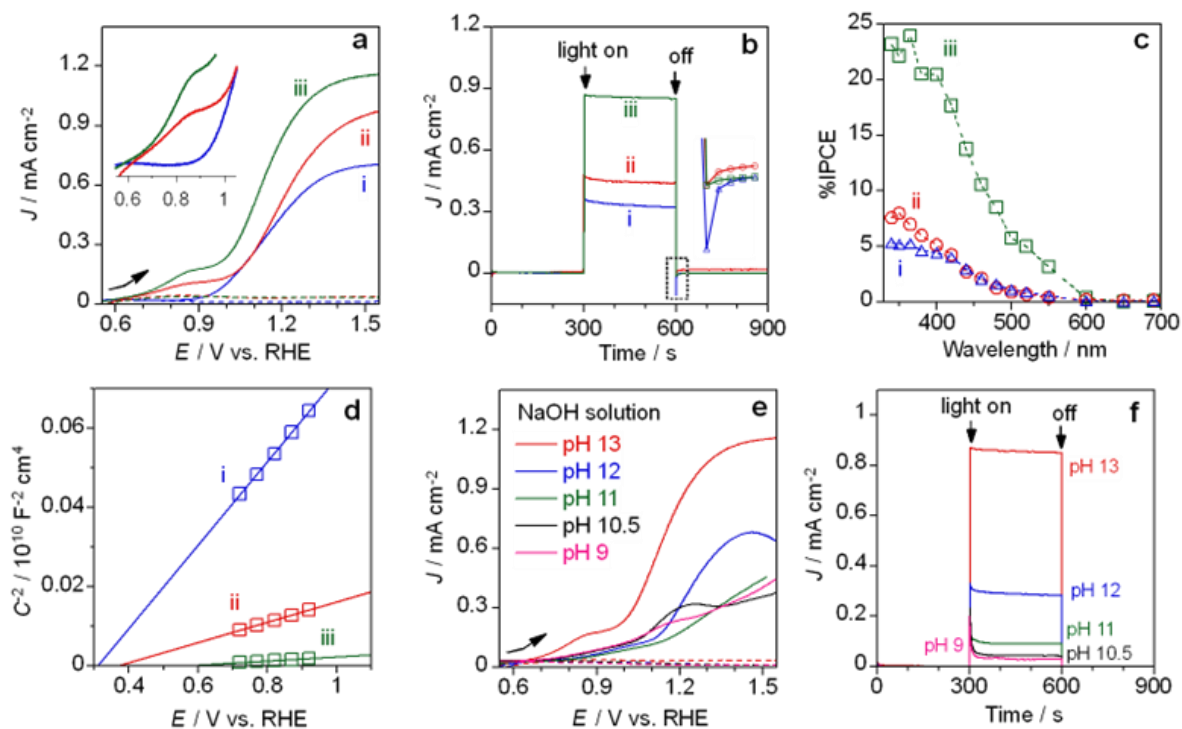 a
J / mA cm-2
1.2
0.9
0.6
0.3
0
iii
ii
i
0.6 0.8 1
0.6 0.9 1.2 1.5
E / V vs. RHE
b
J / mA cm-2
1.2
0.9
0.6
0.3
0
light on
off
iii
ii
i
0 300 600 900
Time / s
c
%IPCE
25
20
15
10
5
0
iii
ii
i
400 500 600 700
Wavelength / nm
d
C-2 / 1010 F-2 cm4
0.06
0.04
0.02
0
i
ii
iii
0.4 0.6 0.8 1
E / V vs. RHE
e
J / mA cm-2
1.2
0.9
0.6
0.3
0
NaOH solution
pH 13
pH 12
pH 11
pH 10.5
pH 9
0.6 0.9 1.2 1.5
E / V vs. RHE
f
J / mA cm-2
1
0.8
0.6
0.4
0.2
0
light on
off
pH 13
pH 12
pH 11
pH 10.5
pH 9
0 300 600 900
Time / s